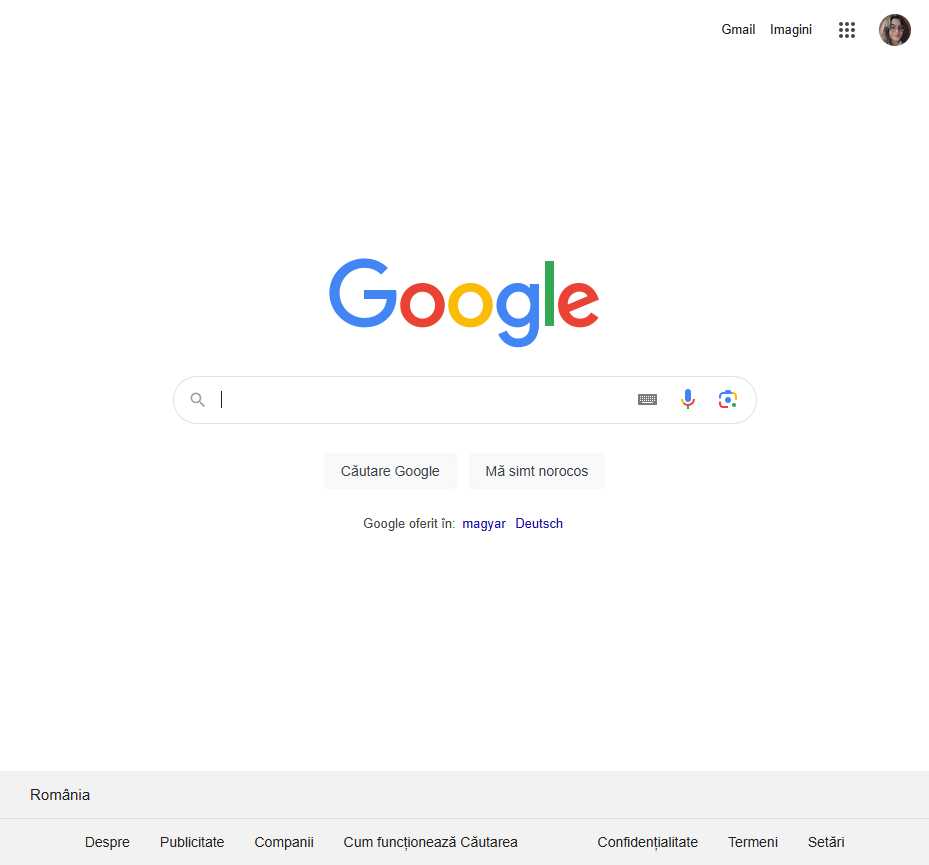 Gmail Imagini
Google
Căutare Google Mă simt norocos
Google oferit în: magyar Deutsch
România
Despre Publicitate Companii Cum funcționează Căutarea Confidențialitate Termeni Setări